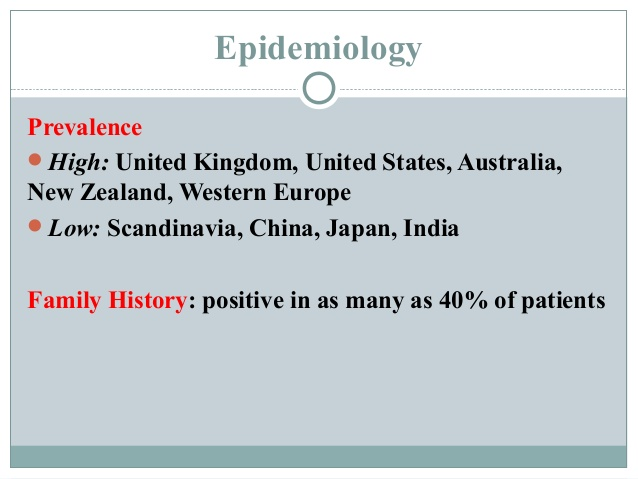 Epidemiology
Prevalence
High: United Kingdom, United States, Australia,
New Zealand, Western Europe
Low: Scandinavia, China, Japan, India
Family History: positive in as many as 40% of patients